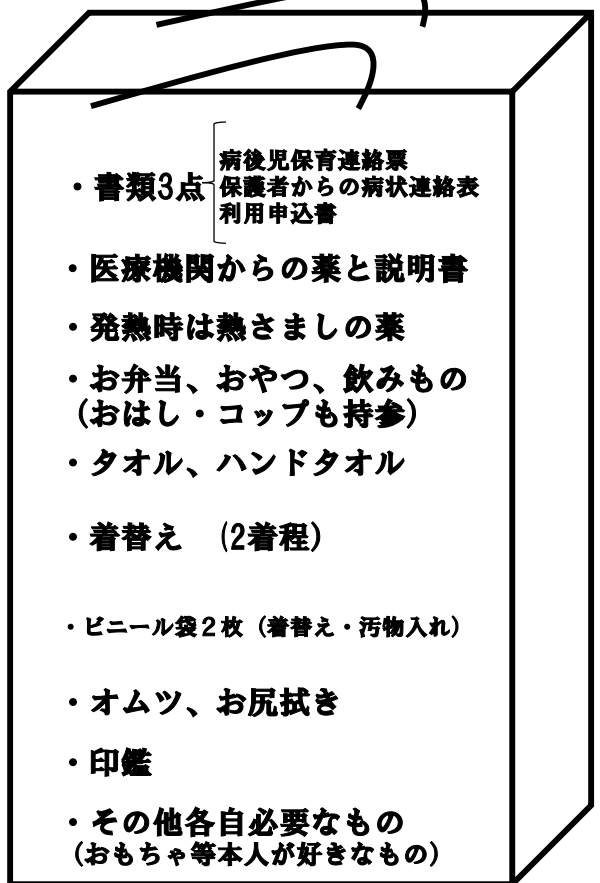 ・書類3点
病後児保育連絡票
保護者からの病状連絡表
利用申込書
・医療機関からの薬と説明書
・発熱時は熱さましの薬
・お弁当、おやつ、飲みもの
(おはし・コップも持参)
・タオル、ハンドタオル
・着替え (2着程)
・ビニール袋２枚（着替え・汚物入れ）
・オムツ、お尻拭き
・印鑑
・その他各自必要なもの
(おもちゃ等本人が好きなもの)